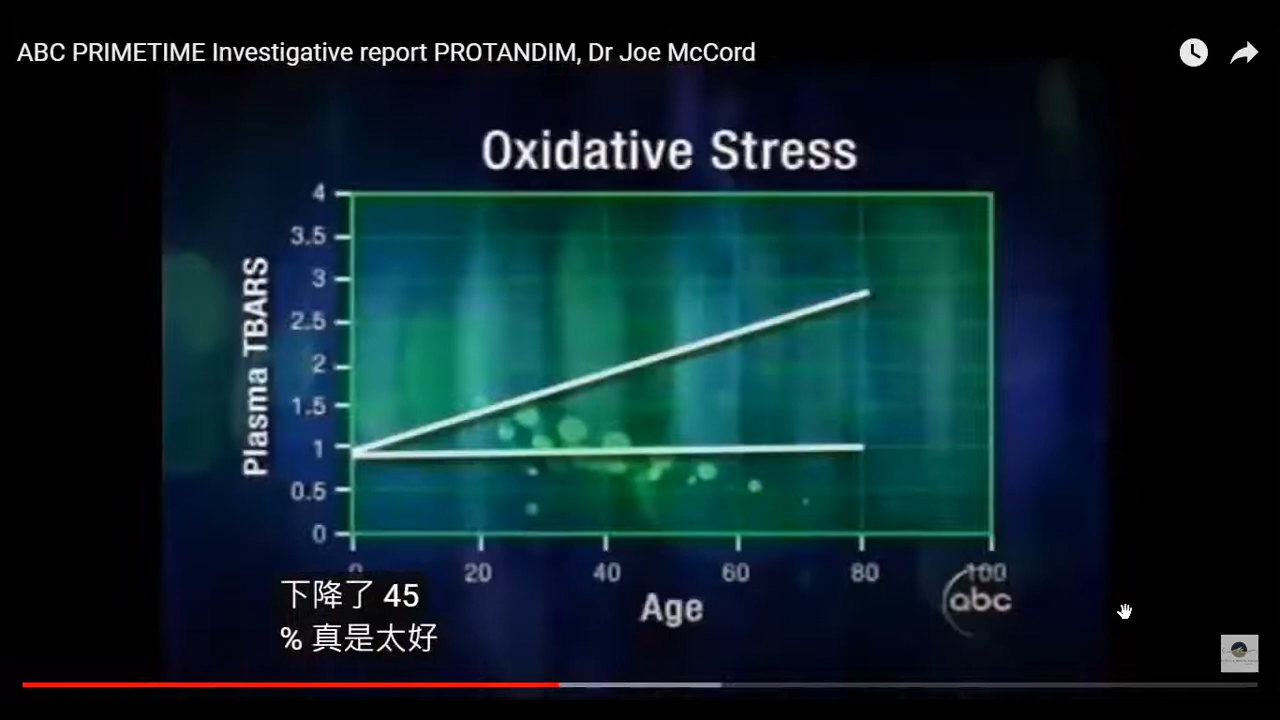 ABC PRIMETIME Investigative report PROTANDIM, Dr Joe McCord
Oxidative Stress
4
3.5
3
2.5
2
1.5
1
0.5
0
Plasma TBARS
0 20 40 60 80 100
Age
abc
下降了 45
% 真是太好